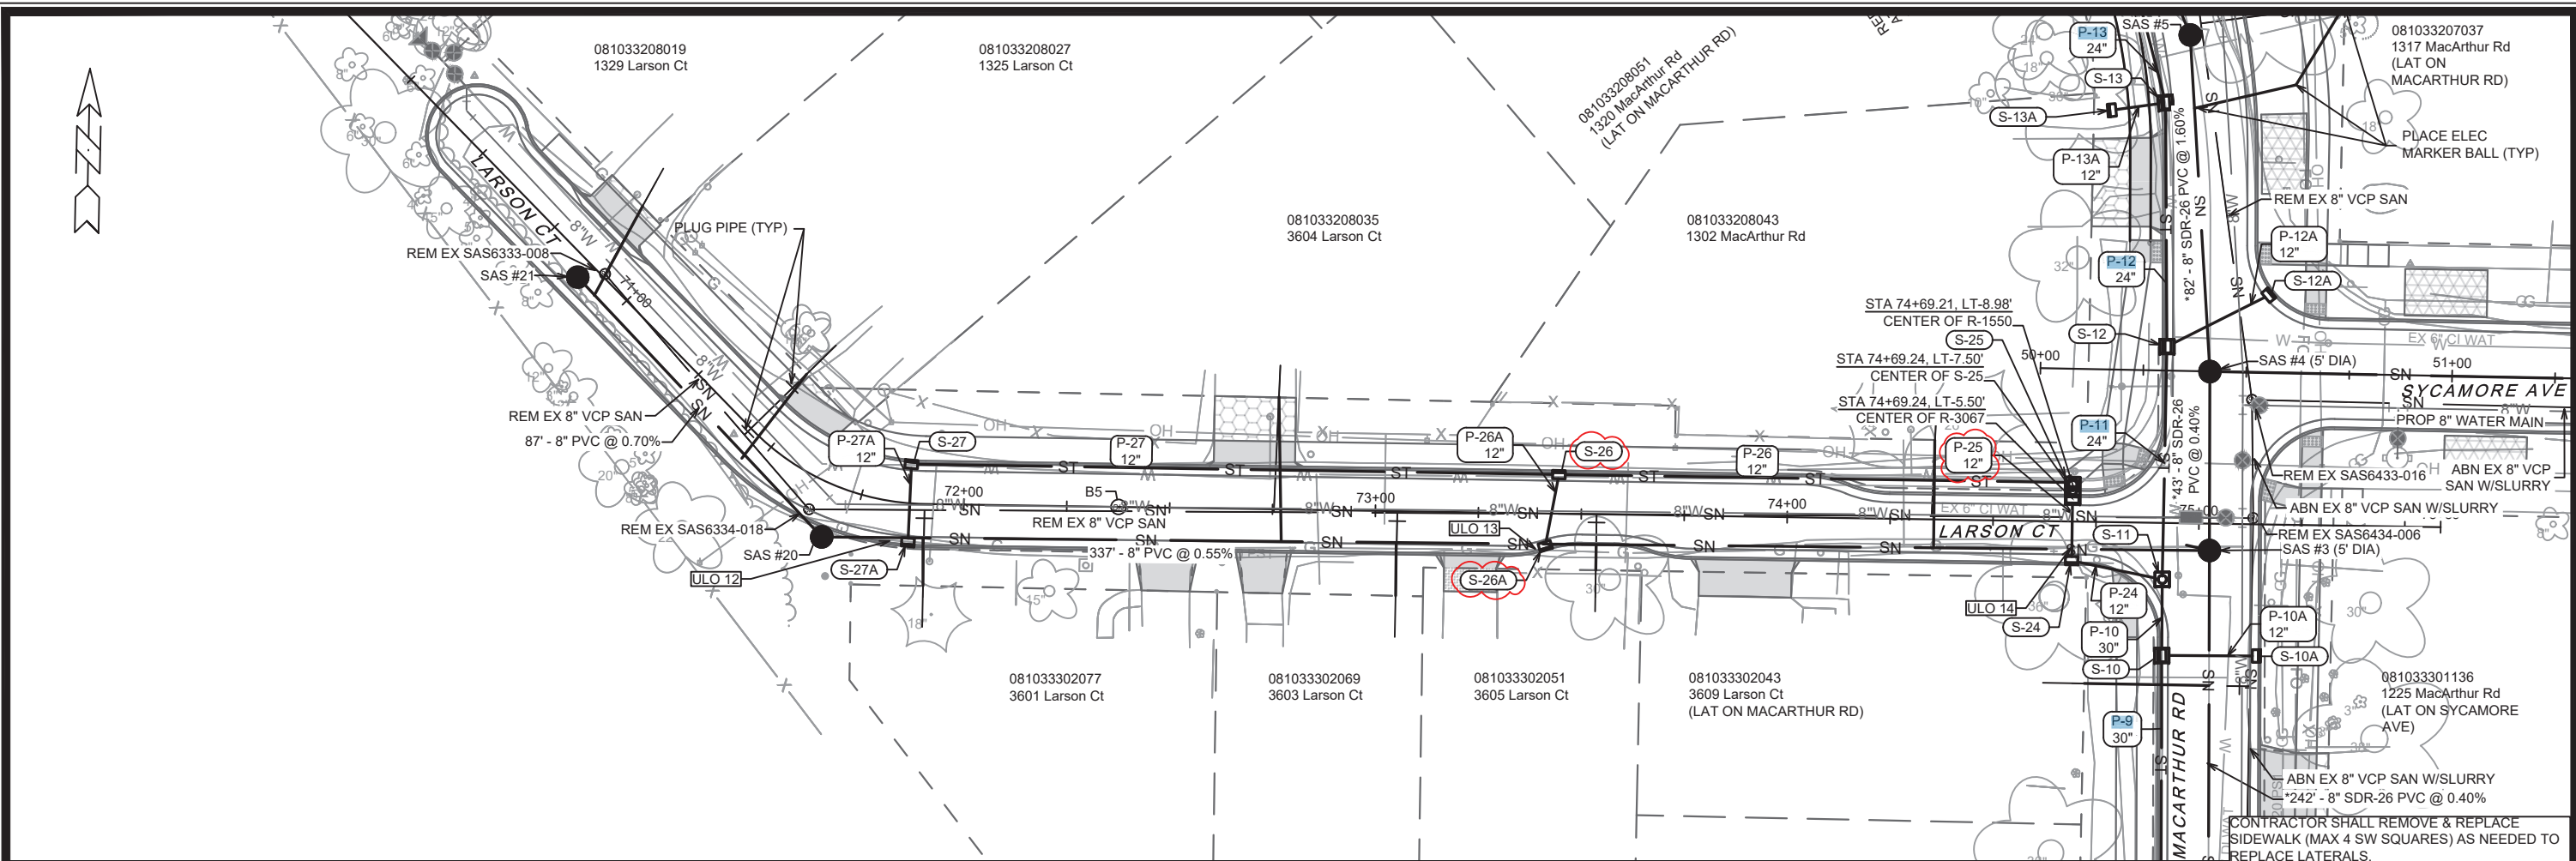 081033208019
1329 Larson Ct
081033208027
1325 Larson Ct
081033208051
1320 MacArthur Rd
(LAT ON MACARTHUR RD)
P-13
24"
SAS #5
081033207037
1317 MacArthur Rd
(LAT ON
MACARTHUR RD)
S-13
S-13A
PLACE ELEC
MARKER BALL (TYP)
P-13A
12"
*82' - 8" SDR-26 PVC @ 1.60%
REM EX 8" VCP SAN
LARSON CT
PLUG PIPE (TYP)
081033208035
3604 Larson Ct
081033208043
1302 MacArthur Rd
P-12A
12"
REM EX SAS6333-008
SAS #21
71+00
P-12
24"
S-12A
STA 74+69.21, LT-8.98'
CENTER OF R-1550
S-25
S-12
50+00
EX 6" CI WAT
STA 74+69.24, LT-7.50'
CENTER OF S-25
SAS #4 (5' DIA)
51+00
SYCAMORE AVE
STA 74+69.24, LT-5.50'
CENTER OF R-3067
REM EX 8" VCP SAN
87' - 8" PVC @ 0.70%
PROP 8" WATER MAIN
P-27A
12"
S-27
P-27
12"
P-26A
12"
S-26
P-26
12"
P-25
12"
P-11
24"
*43' - 8" SDR-26
PVC @ 0.40%
REM EX SAS6433-016
ABN EX 8" VCP
SAN W/SLURRY
72+00
B5
73+00
74+00
EX 6" CI WAT
75+00
ABN EX 8" VCP SAN W/SLURRY
REM EX SAS6334-018
REM EX 8" VCP SAN
ULO 13
LARSON CT
S-11
REM EX SAS6434-006
SAS #3 (5' DIA)
SAS #20
337' - 8" PVC @ 0.55%
ULO 12
S-27A
S-26A
ULO 14
S-24
P-24
12"
P-10
30"
P-10A
12"
S-10
S-10A
081033302077
3601 Larson Ct
081033302069
3603 Larson Ct
081033302051
3605 Larson Ct
081033302043
3609 Larson Ct
(LAT ON MACARTHUR RD)
081033301136
1225 MacArthur Rd
(LAT ON SYCAMORE
AVE)
P-9
30"
MACARTHUR RD
ABN EX 8" VCP SAN W/SLURRY
*242' - 8" SDR-26 PVC @ 0.40%
CONTRACTOR SHALL REMOVE & REPLACE
SIDEWALK (MAX 4 SW SQUARES) AS NEEDED TO
REPLACE LATERALS.